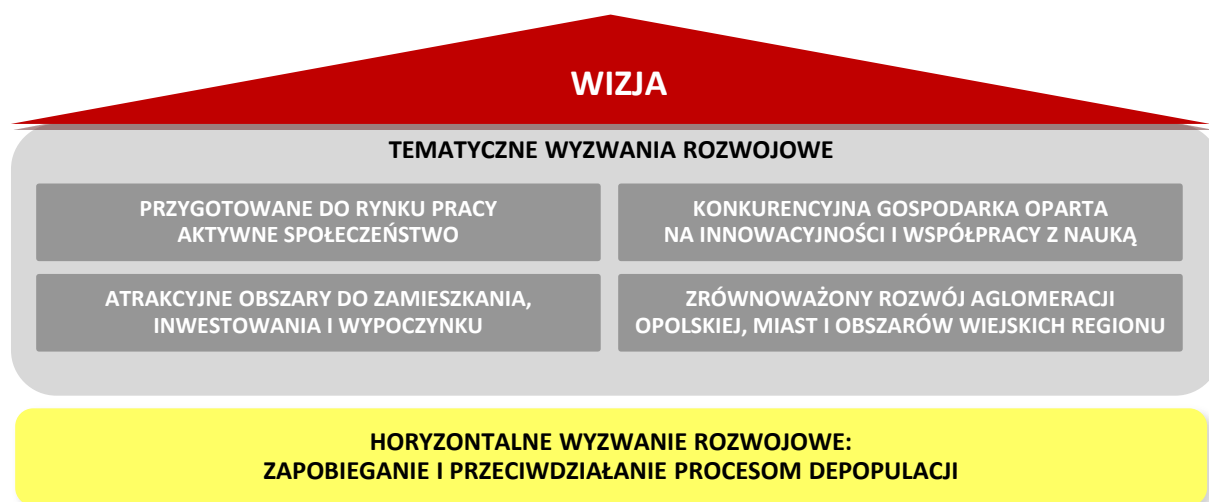 WIZJA
TEMATYCZNE WYZWANIA ROZWOJOWE
PRZYGOTOWANE DO RYNKU PRACY
AKTYWNE SPOŁECZEŃSTWO
KONKURENCYJNA GOSPODARKA OPARTA
NA INNOWACYJNOŚCI I WSPÓŁPRACY Z NAUKĄ
ATRAKCYJNE OBSZARY DO ZAMIESZKANIA,
INWESTOWANIA I WYPOCZYNKU
ZRÓWNOWAŻONY ROZWÓJ AGLOMERACJI
OPOLSKIEJ, MIAST I OBSZARÓW WIEJSKICH REGIONU
HORYZONTALNE WYZWANIE ROZWOJOWE:
ZAPOBIEGANIE I PRZECIWDZIAŁANIE PROCESOM DEPOPULACJI